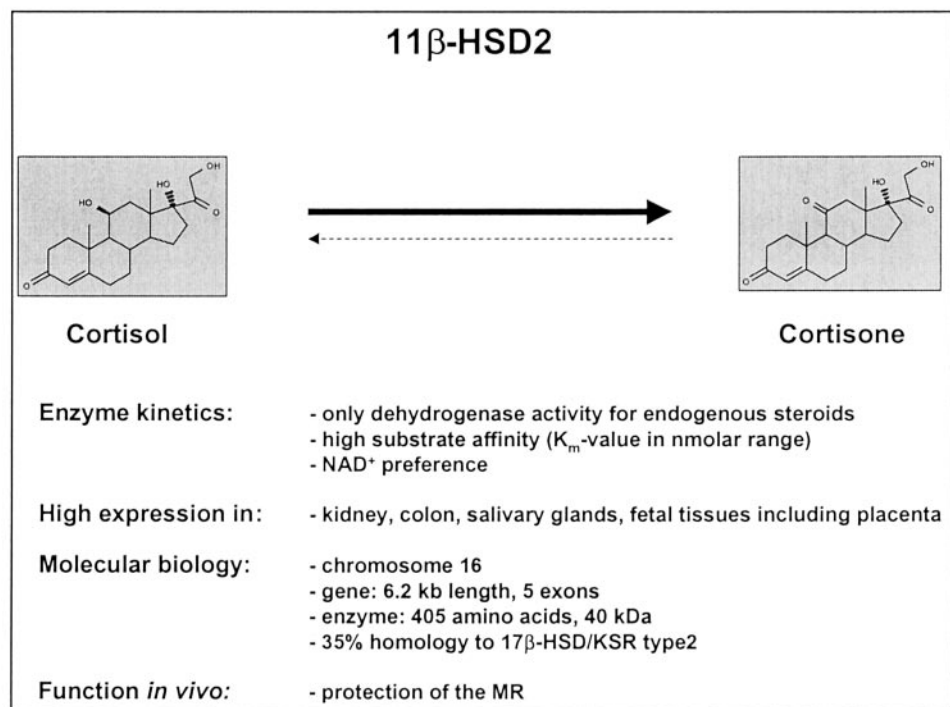 11β-HSD2
OH
HO
HO
O
O
OH
HO
O
O
O
Cortisol
Cortisone
Enzyme kinetics:
- only dehydrogenase activity for endogenous steroids
- high substrate affinity (Km-value in nmolar range)
- NAD+ preference
High expression in:
- kidney, colon, salivary glands, fetal tissues including placenta
Molecular biology:
- chromosome 16
- gene: 6.2 kb length, 5 exons
- enzyme: 405 amino acids, 40 kDa
- 35% homology to 17β-HSD/KSR type2
Function in vivo:
- protection of the MR